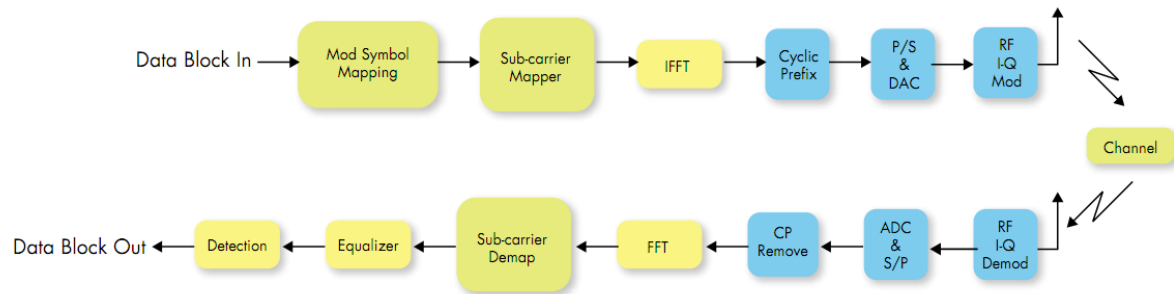 Data Block In
Mod Symbol
Mapping
Sub-carrier
Mapper
IFFT
Cyclic
Prefix
P/S
&
DAC
RF
I-Q
Mod
Channel
Data Block Out
Detection
Equalizer
Sub-carrier
Demap
FFT
CP
Remove
ADC
&
S/P
RF
I-Q
Demod